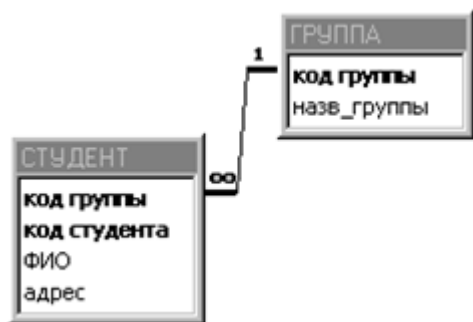 ГРУППА
код группы
назв_группы
1
∞
СТУДЕНТ
код группы
код студента
ФИО
адрес